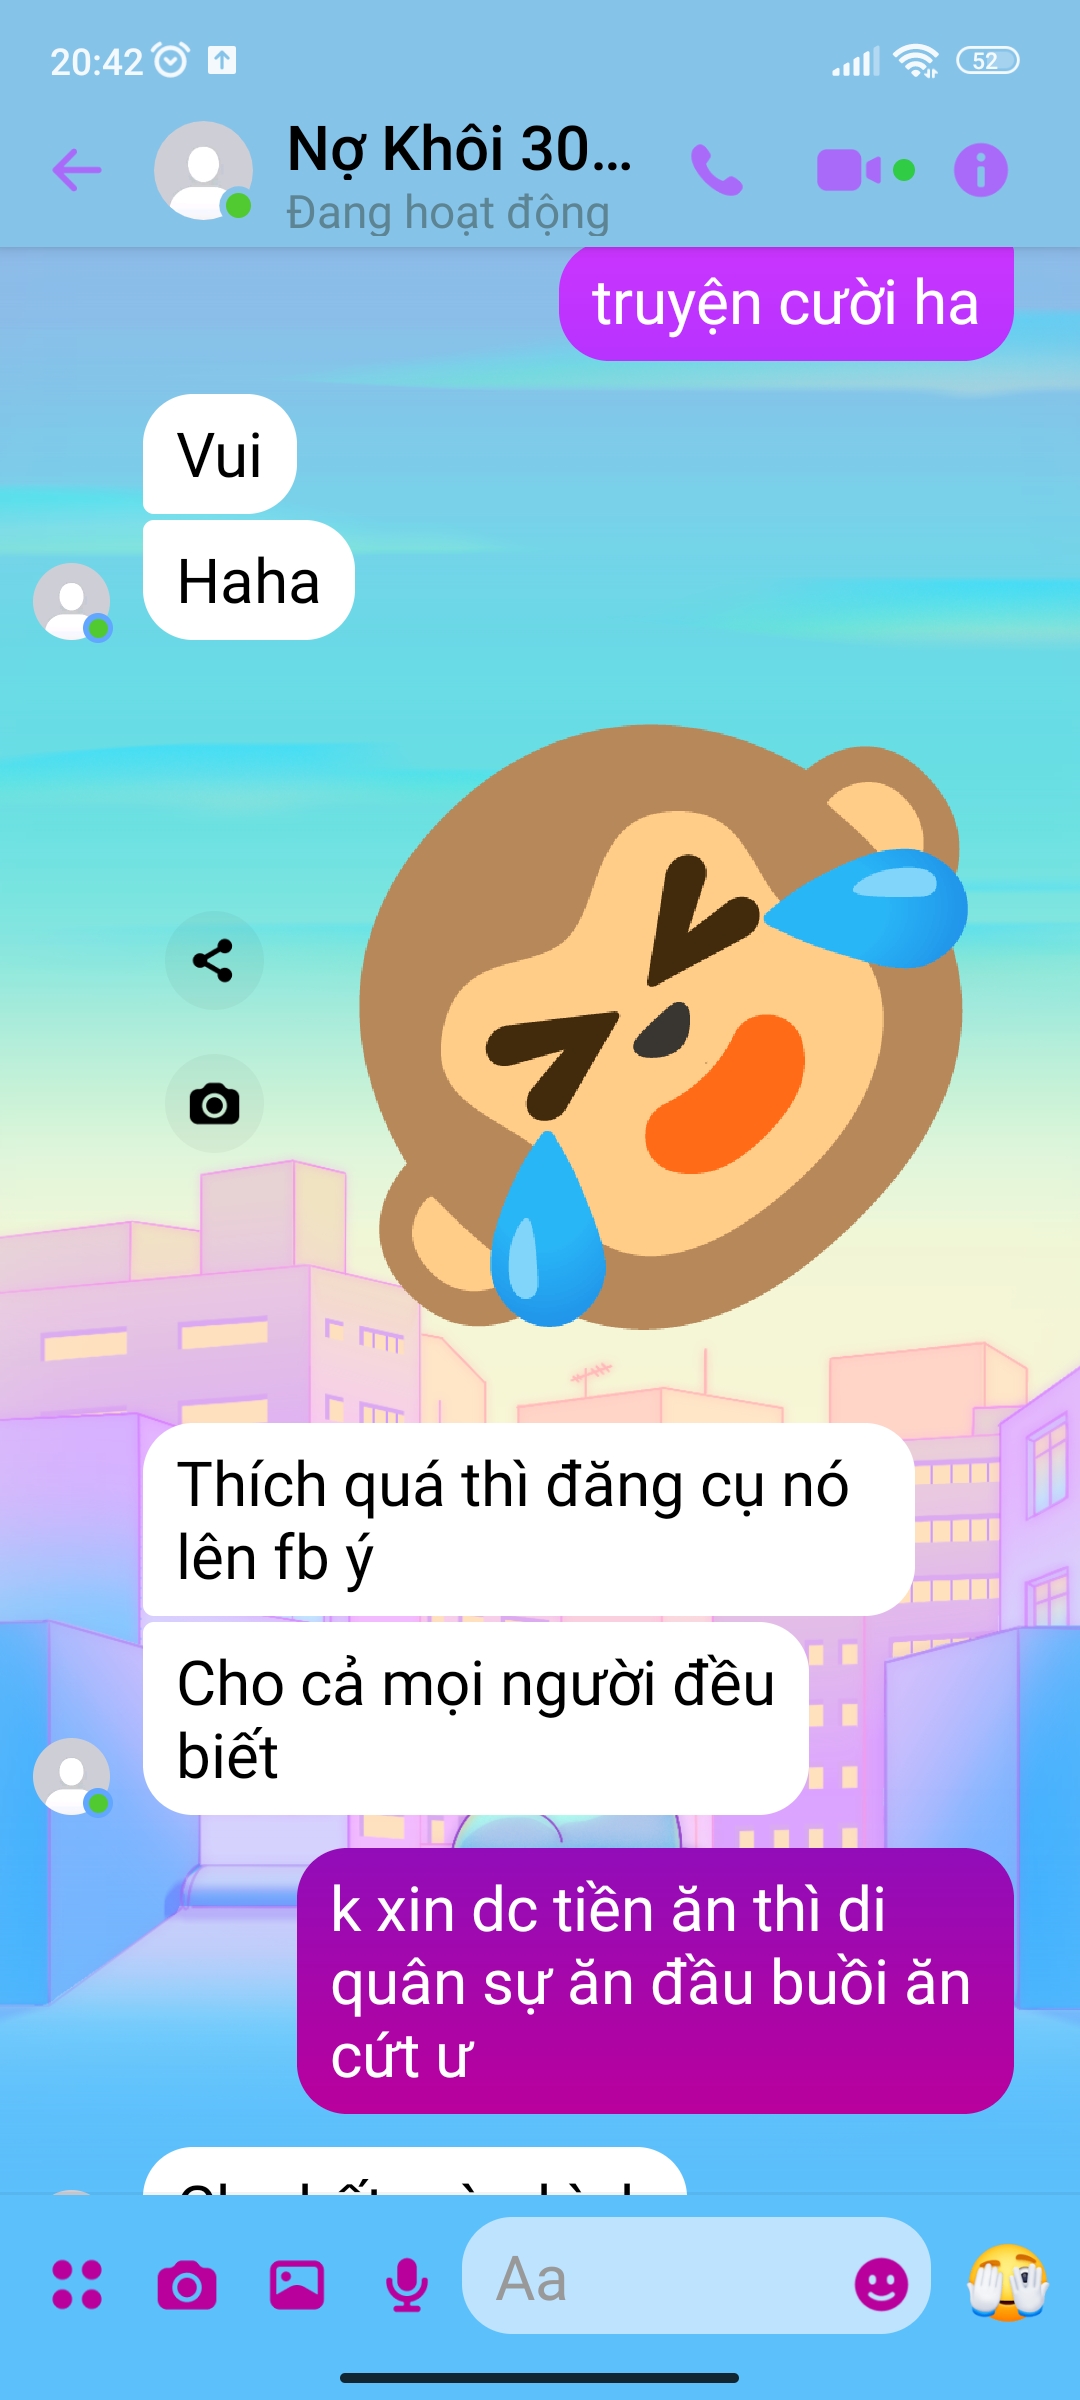 20:42
52
Nợ Khôi 30...
Đang hoạt động
truyện cười ha
Vui
Haha
Thích quá thì đăng cụ nó
lên fb ý
Cho cả mọi người đều
biết
k xin dc tiền ăn thì di
quân sự ăn đầu buồi ăn
cứt ư
Aa